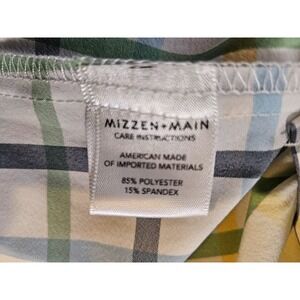 MIZZEN+MAIN
CARE INSTRUCTIONS
AMERICAN MADE
OF IMPORTED MATERIALS
85% POLYESTER
15% SPANDEX